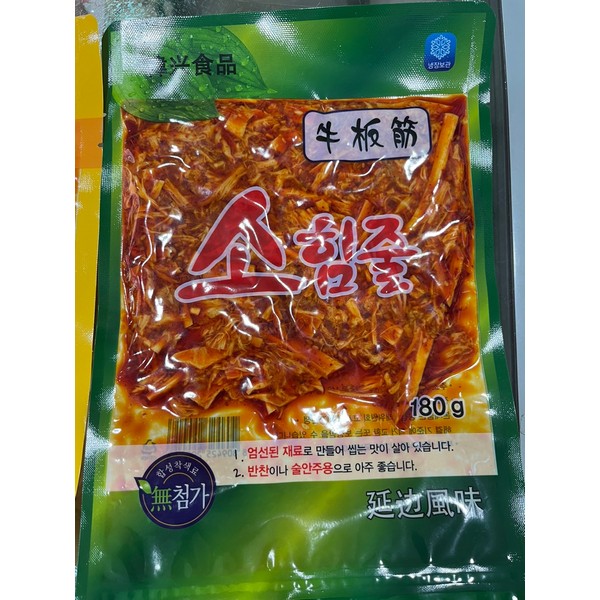 兴食品
냉장보관
牛板筋
소힘줄
180 g
1. 엄선된 재료로 만들어 씹는 맛이 살아 있습니다.
2. 반찬이나 술안주용으로 아주 좋습니다.
합성착색료
無첨가
延边風味